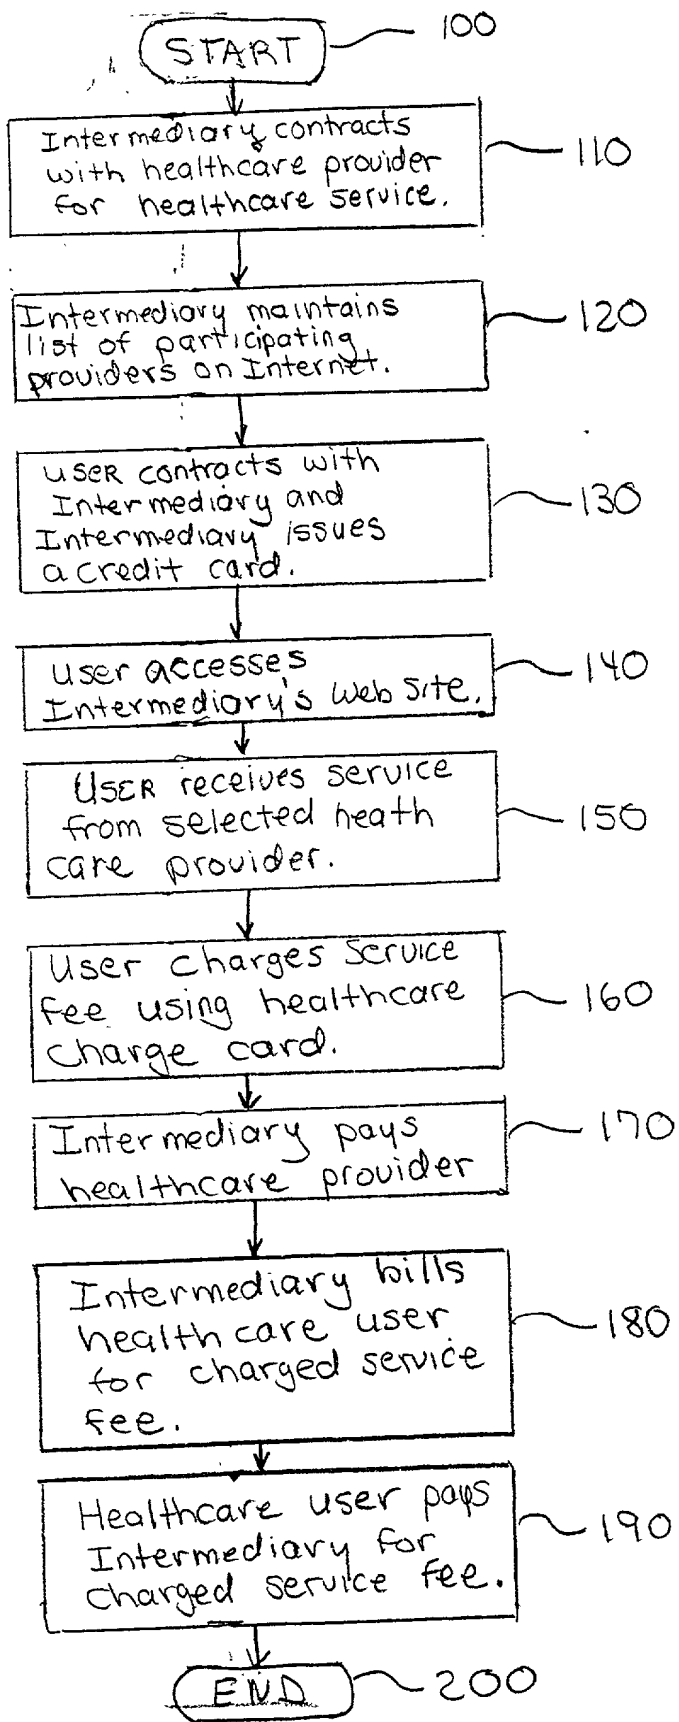 START
100
Intermediary contracts
with healthcare provider
for healthcare service.
110
Intermediary maintains
list of participating
providers on Internet.
120
USER contracts with
Intermediary and
Intermediary issues
a credit card.
130
User accesses
Intermediary's Web Site.
140
USER receives service
from selected heath
care provider.
150
User charges Service
fee using healthcare
charge card.
160
Intermediary pays
healthcare provider
170
Intermediary bills
health care user
for charged service
fee.
180
Healthcare user pays
Intermediary for
charged service fee.
190
END
200